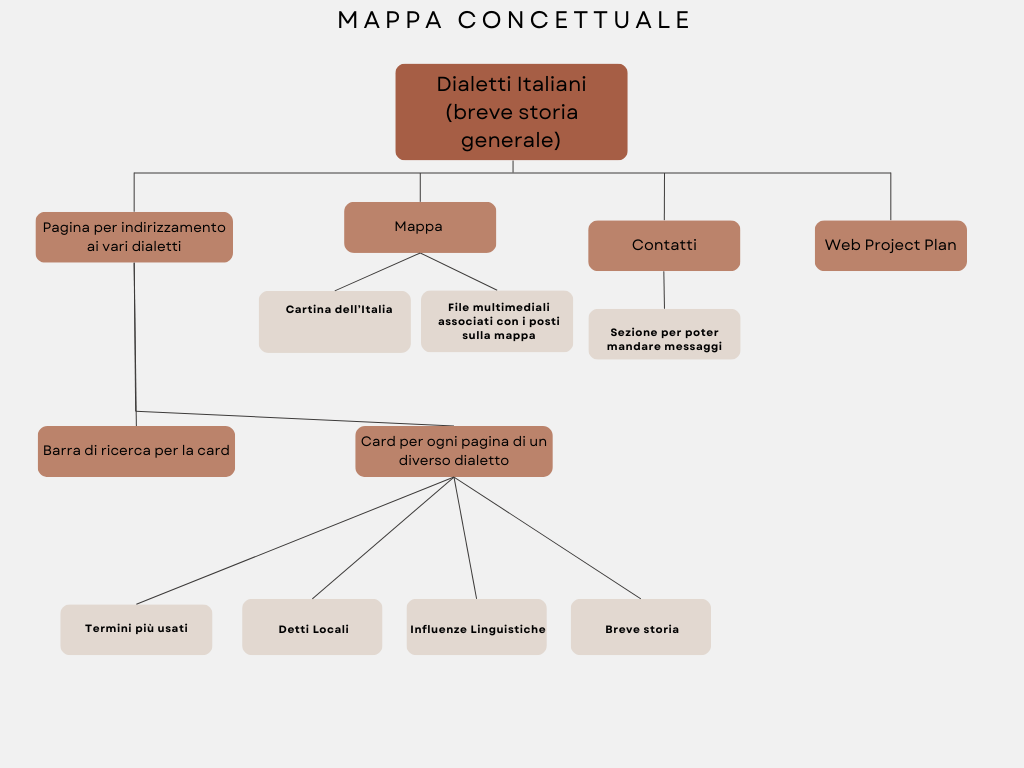 MAPPA CONCETTUALE
Dialetti Italiani
(breve storia
generale)
Pagina per indirizzamento
ai vari dialetti
Mappa
Contatti
Web Project Plan
Cartina dell'Italia
File multimediali
associati con i posti
sulla mappa
Sezione per poter
mandare messaggi
Barra di ricerca per la card
Card per ogni pagina di un
diverso dialetto
Termini più usati
Detti Locali
Influenze Linguistiche
Breve storia